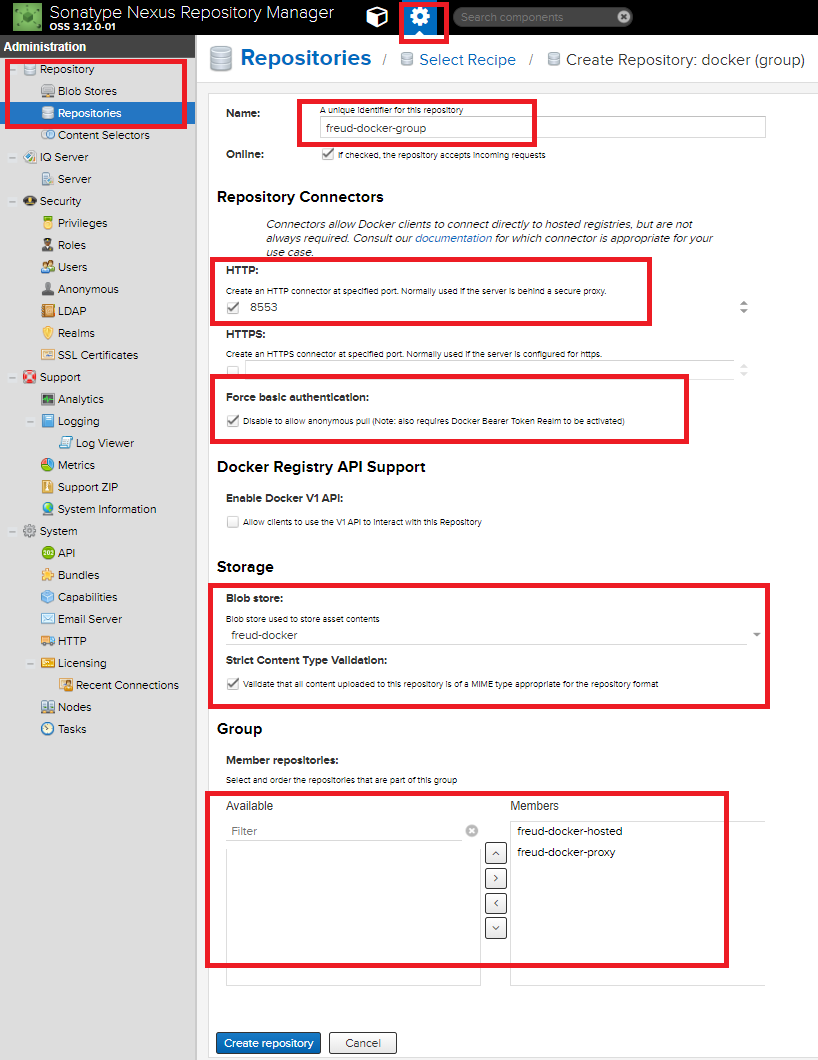 Sonatype Nexus Repository Manager
OSS 3.12.0-01
Search components
Administration
Repository
Blob Stores
Repositories
Content Selectors
IQ Server
Server
Security
Privileges
Roles
Users
Anonymous
LDAP
Realms
SSL Certificates
Support
Analytics
Logging
Log Viewer
Metrics
Support ZIP
System Information
System
API
Bundles
Capabilities
Email Server
HTTP
Licensing
Recent Connections
Nodes
Tasks
Repositories / Select Recipe / Create Repository: docker (group)
Name:
A unique identifier for this repository
freud-docker-group
Online:
If checked, the repository accepts incoming requests
Repository Connectors
Connectors allow Docker clients to connect directly to hosted registries, but are not
always required. Consult our documentation for which connector is appropriate for your
use case.
HTTP:
Create an HTTP connector at specified port. Normally used if the server is behind a secure proxy.
8553
HTTPS:
Create an HTTPS connector at specified port. Normally used if the server is configured for https.
Force basic authentication:
Disable to allow anonymous pull (Note: also requires Docker Bearer Token Realm to be activated)
Docker Registry API Support
Enable Docker V1 API:
Allow clients to use the V1 API to interact with this Repository
Storage
Blob store:
Blob store used to store asset contents
freud-docker
Strict Content Type Validation:
Validate that all content uploaded to this repository is of a MIME type appropriate for the repository format
Group
Member repositories:
Select and order the repositories that are part of this group
Available
Filter
Members
freud-docker-hosted
freud-docker-proxy
Create repository
Cancel